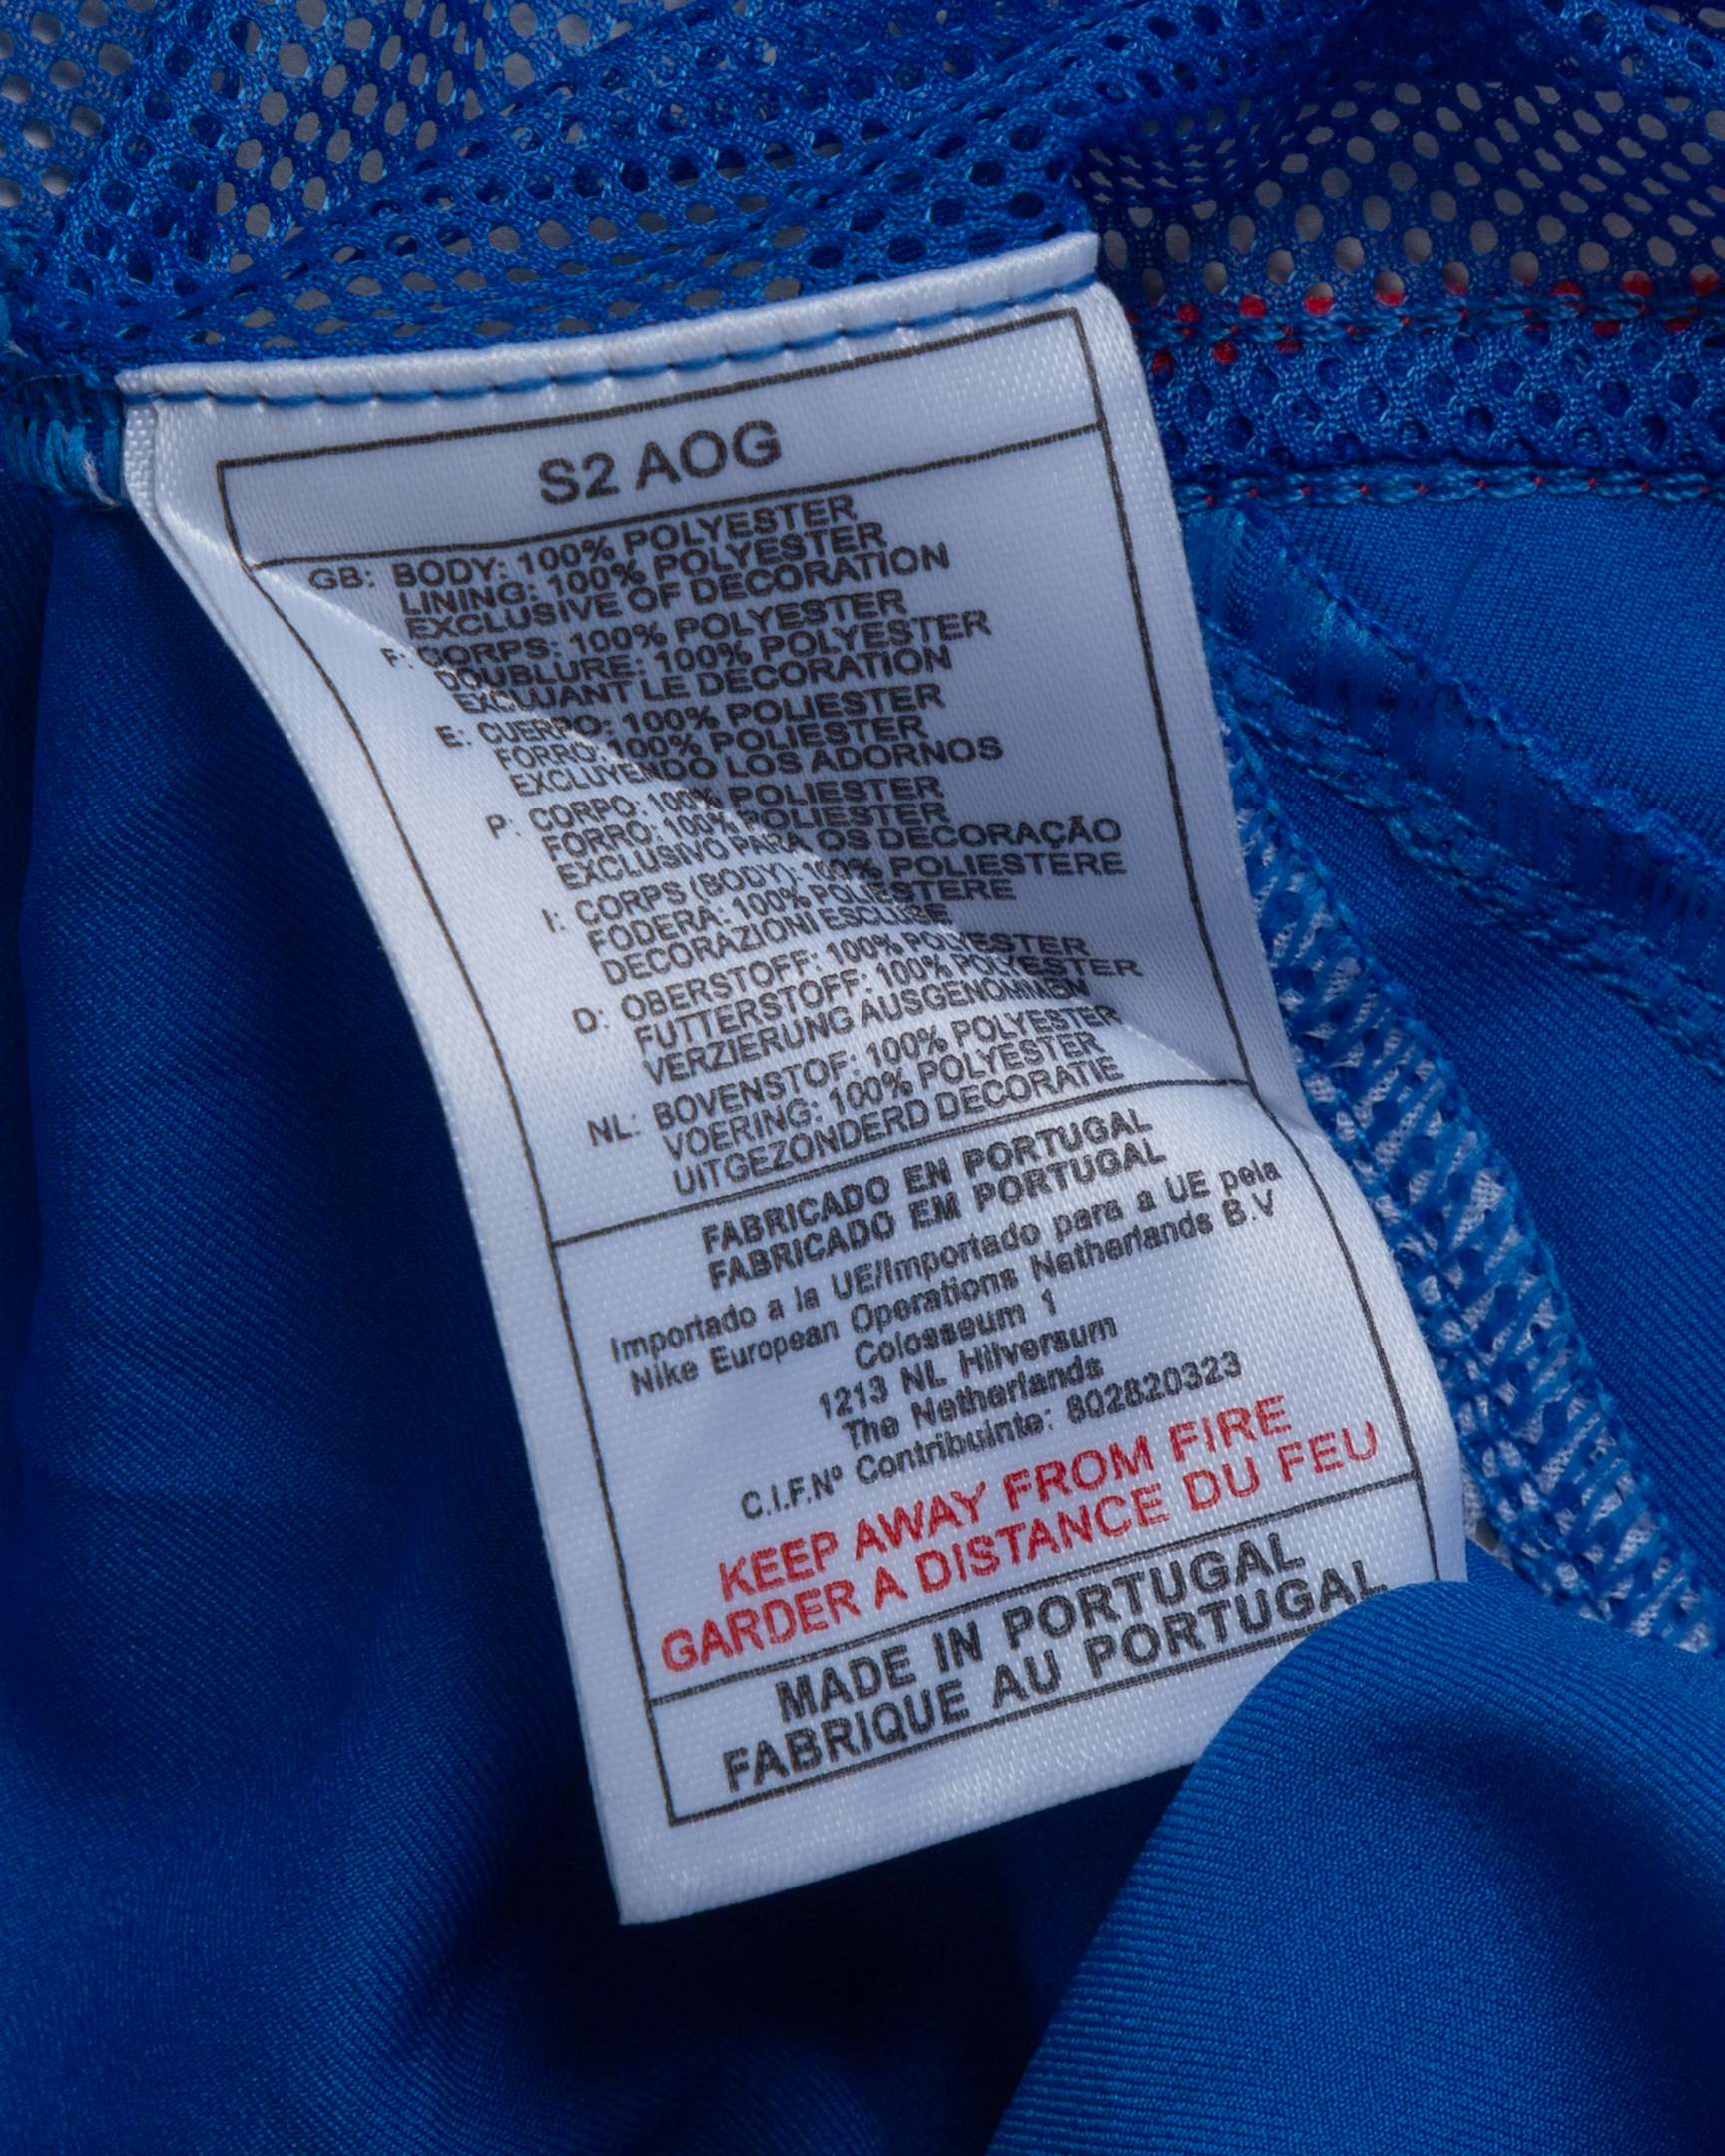 S2 AOG
GB: BODY: 100% POLYESTER
LINING: 100% POLYESTER
EXCLUSIVE OF DECORATION
F: CORPS: 100% POLYESTER
DOUBLURE: 100% POLYESTER
EXCLUANT LE DECORATION
E: CUERPO: 100% POLIESTER
FORRO: 100% POLIESTER
EXCLUYENDO LOS ADORNOS
P: CORPO: 100% POLIESTER
FORRO: 100% POLIESTER
EXCLUSIVO PARA OS DECORAÇÃO
I: CORPS (BODY): 100% POLIESTERE
FODERA: 100% POLIESTERE
DECORAZIONI ESCLUSE
D: OBERSTOFF: 100% POLYESTER
FUTTERSTOFF: 100% POLYESTER
VERZIERUNG AUSGENOMMEN
NL: BOVENSTOF: 100% POLYESTER
VOERING: 100% POLYESTER
UITGEZONDERD DECORATIE
FABRICADO EN PORTUGAL
FABRICADO EM PORTUGAL
Importado a la UE/Importado para a UE pela
Nike European Operations Netherlands B.V
Colosseum 1
1213 NL Hilversum
The Netherlands
C.I.F.Nº Contribuinte: 802820323
KEEP AWAY FROM FIRE
GARDER A DISTANCE DU FEU
MADE IN PORTUGAL
FABRIQUE AU PORTUGAL